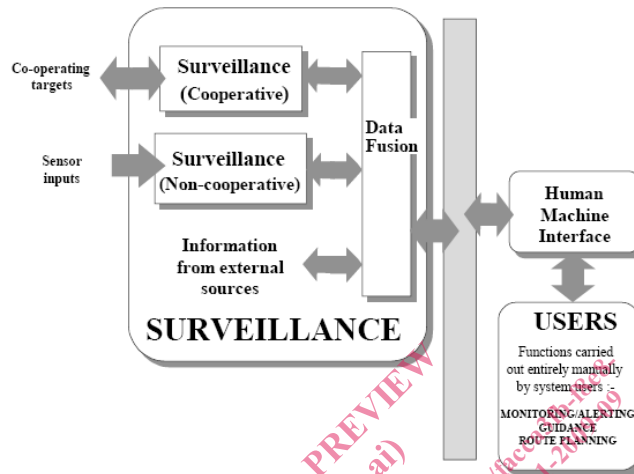 Co-operating
targets
Surveillance
(Cooperative)
Data
Fusion
Sensor
inputs
Surveillance
(Non-cooperative)
Information
from external
sources
SURVEILLANCE
Human
Machine
Interface
USERS
Functions carried
out entirely manually
by system users :-
MONITORING/ALERTING
GUIDANCE
ROUTE PLANNING
PREVIEW
ai)